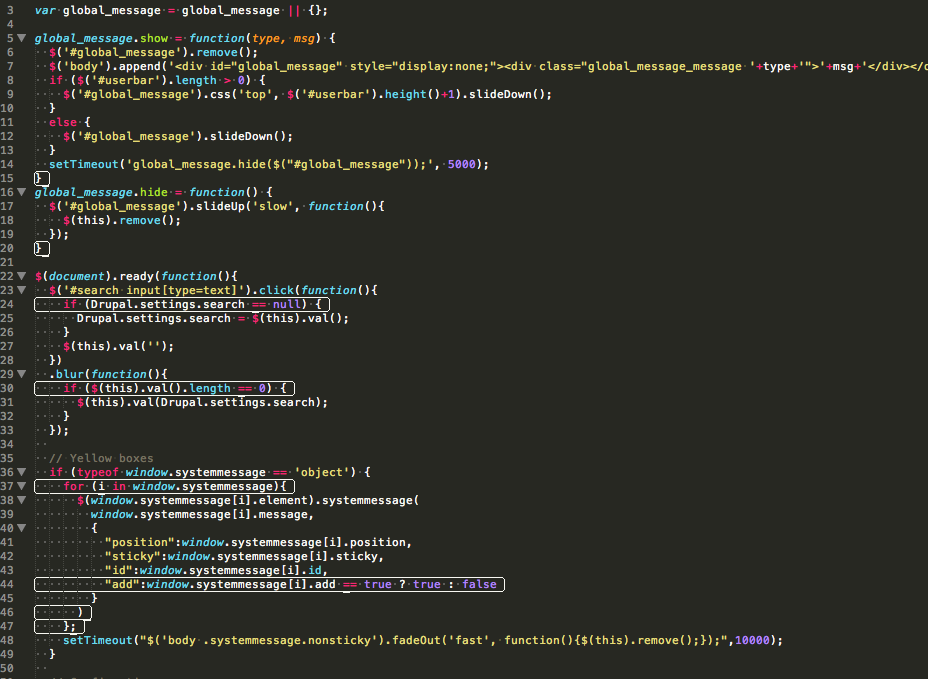 3 var global_message = global_message || {};
4
5 global_message.show = function(type, msg) {
6   $('#global_message').remove();
7   $('body').append('<div id="global_message" style="display:none;"><div class="global_message_message '+type+'">'+msg+'</div></
8   if ($('#userbar').length > 0) {
9     $('#global_message').css('top', $('#userbar').height()+1).slideDown();
10   }
11   else {
12     $('#global_message').slideDown();
13   }
14   setTimeout('global_message.hide($("#global_message"));', 5000);
15 }
16 global_message.hide = function() {
17   $('#global_message').slideUp('slow', function(){
18     $(this).remove();
19   });
20 }
21
22 $(document).ready(function(){
23   $('#search input[type=text]').click(function(){
24     if (Drupal.settings.search == null) {
25       Drupal.settings.search = $(this).val();
26     }
27     $(this).val('');
28   })
29   .blur(function(){
30     if ($(this).val().length == 0) {
31       $(this).val(Drupal.settings.search);
32     }
33   });
34
35   // Yellow boxes
36   if (typeof window.systemmessage == 'object') {
37     for (i in window.systemmessage){
38       $(window.systemmessage[i].element).systemmessage(
39         window.systemmessage[i].message,
40         {
41           "position":window.systemmessage[i].position,
42           "sticky":window.systemmessage[i].sticky,
43           "id":window.systemmessage[i].id,
44           "add":window.systemmessage[i].add == true ? true : false
45         }
46       )
47     };
48     setTimeout("$('body .systemmessage.nonsticky').fadeOut('fast', function(){$(this).remove();});",10000);
49   }
50